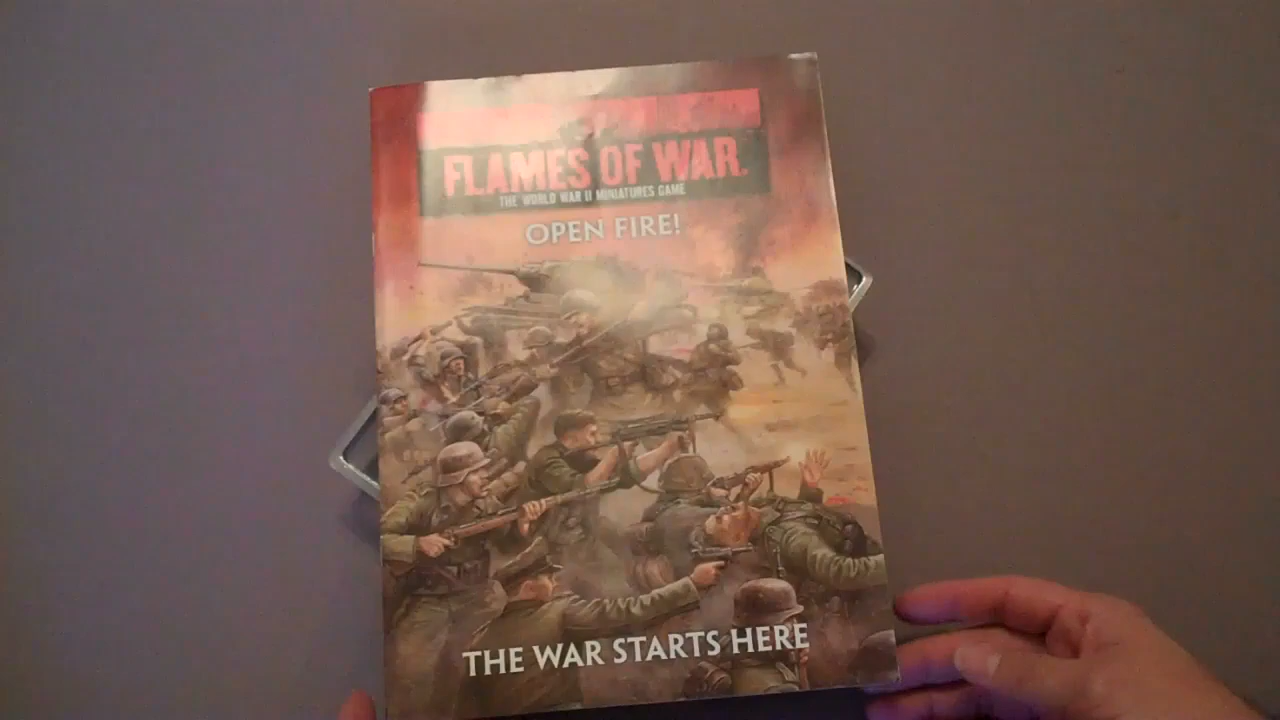 FLAMES OF WAR.
THE WORLD WAR II MINIATURES GAME
OPEN FIRE!
THE WAR STARTS HERE